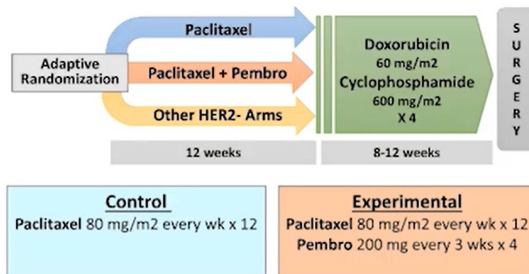 Paclitaxel
Adaptive
Randomization
Paclitaxel + Pembro
Other HER2- Arms
Doxorubicin
60 mg/m2
Cyclophosphamide
600 mg/m2
X 4
SURGERY
12 weeks
8-12 weeks
Control
Paclitaxel 80 mg/m2 every wk x 12
Experimental
Paclitaxel 80 mg/m2 every wk x 12
Pembro 200 mg every 3 wks x 4